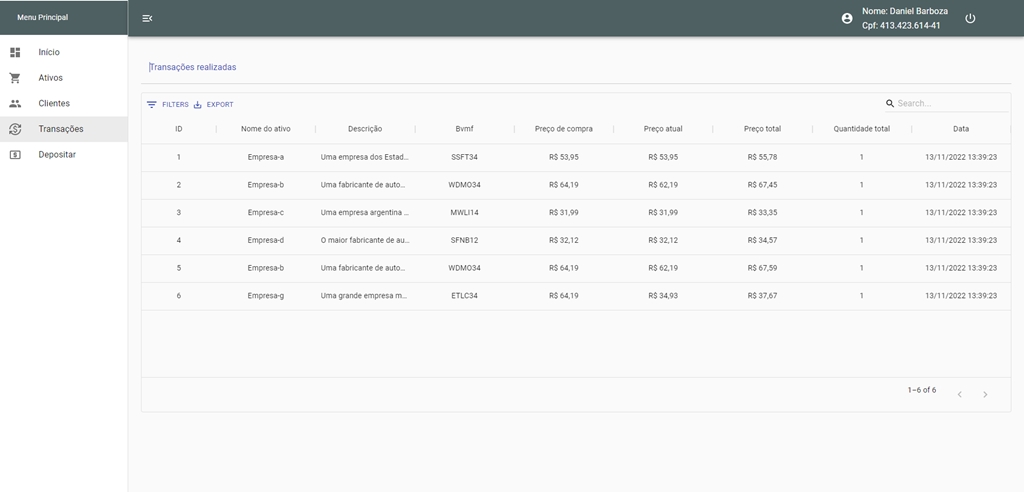 Menu Principal
Nome: Daniel Barboza
Cpf: 413.423.614-41
Início
Ativos
Clientes
Transações
Depositar
Transações realizadas
FILTERS EXPORT Search...
ID Nome do ativo Descrição Bvmf Preço de compra Preço atual Preço total Quantidade total Data
1 Empresa-a Uma empresa dos Estad... SSFT34 R$ 53,95 R$ 53,95 R$ 55,78 1 13/11/2022 13:39:23
2 Empresa-b Uma fabricante de auto... WDMO34 R$ 64,19 R$ 62,19 R$ 67,45 1 13/11/2022 13:39:23
3 Empresa-c Uma empresa argentina ... MWLI14 R$ 31,99 R$ 31,99 R$ 33,35 1 13/11/2022 13:39:23
4 Empresa-d O maior fabricante de au... SFNB12 R$ 32,12 R$ 32,12 R$ 34,57 1 13/11/2022 13:39:23
5 Empresa-b Uma fabricante de auto... WDMO34 R$ 64,19 R$ 62,19 R$ 67,59 1 13/11/2022 13:39:23
6 Empresa-g Uma grande empresa m... ETLC34 R$ 64,19 R$ 34,93 R$ 37,67 1 13/11/2022 13:39:23
1–6 of 6